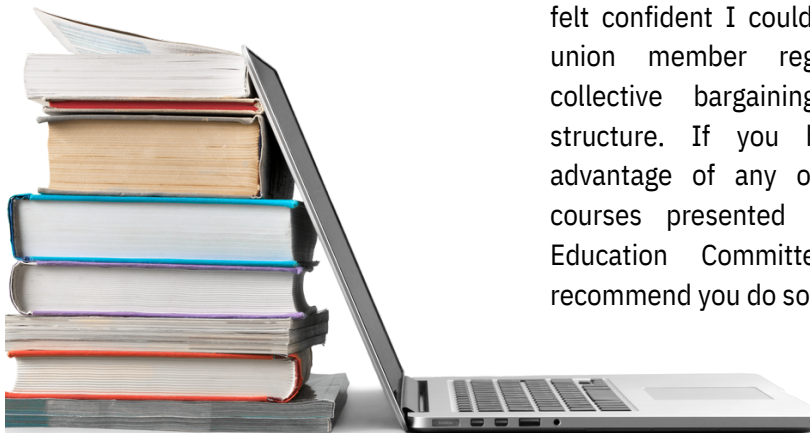 felt confident I could
union member reg
collective bargaining
structure. If you
advantage of any o
courses presented
Education Committe
recommend you do so